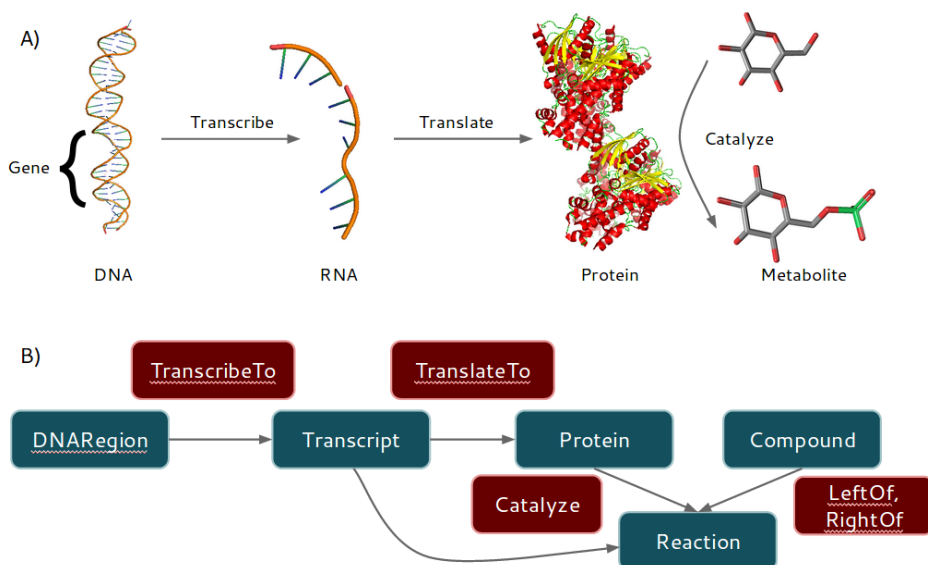 A)
Transcribe
Translate
Gene
Catalyze
DNA
RNA
Protein
Metabolite
B)
TranscribeTo
TranslateTo
DNARegion
Transcript
Protein
Compound
Catalyze
LeftOf,
RightOf
Reaction